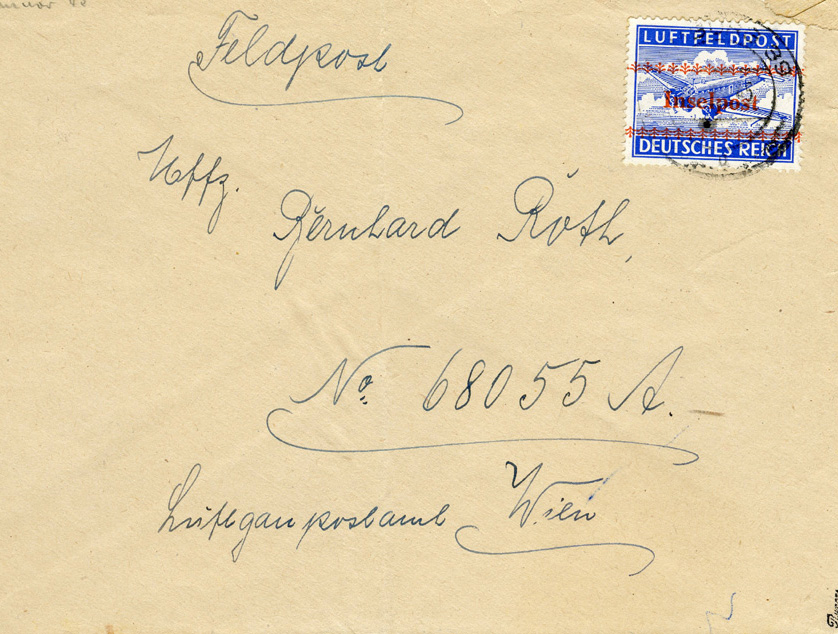 Feldpost
LUFTFELDPOST
Inselpost
DEUTSCHES REICH
Uffz.
Bernhard Roth,
No 68055 A.
Luftgaupostamt Wien